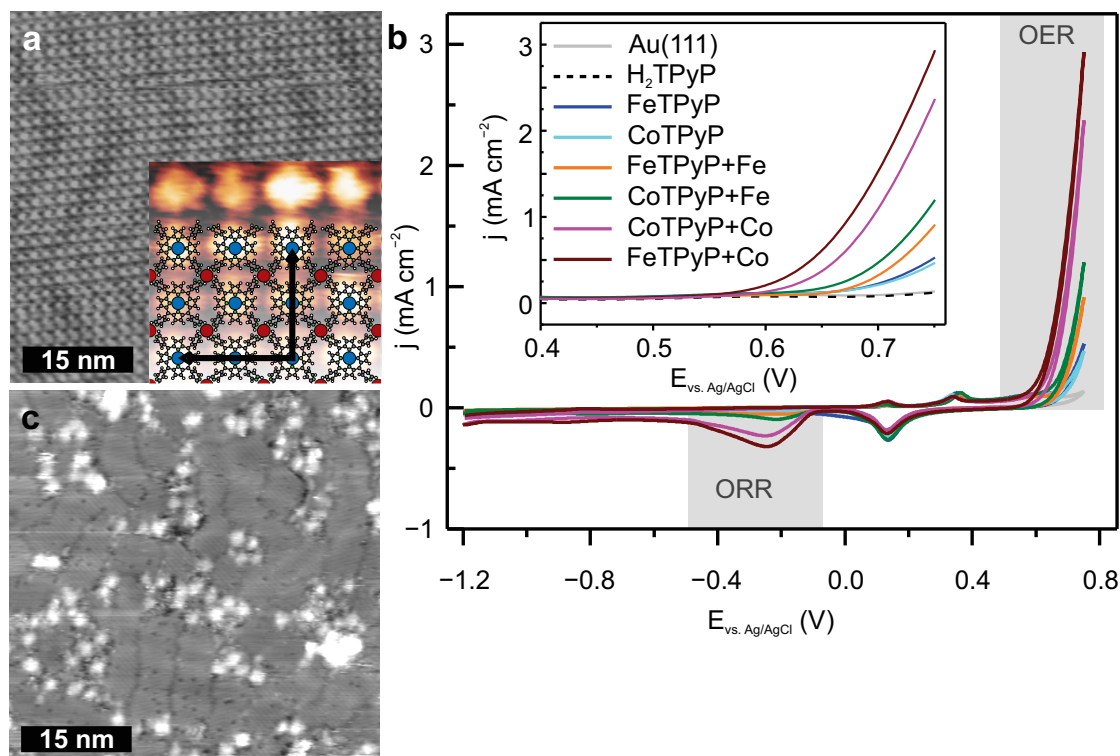 a
15 nm
b
j (mA cm⁻²)
3
2
1
0
−1
−1.2
−0.8
−0.4
0.0
0.4
0.8
E vs. Ag/AgCl (V)
OER
ORR
j (mA cm⁻²)
3
2
1
0
0.4
0.5
0.6
0.7
E vs. Ag/AgCl (V)
Au(111)
H₂TPyP
FeTPyP
CoTPyP
FeTPyP+Fe
CoTPyP+Fe
CoTPyP+Co
FeTPyP+Co
c
15 nm